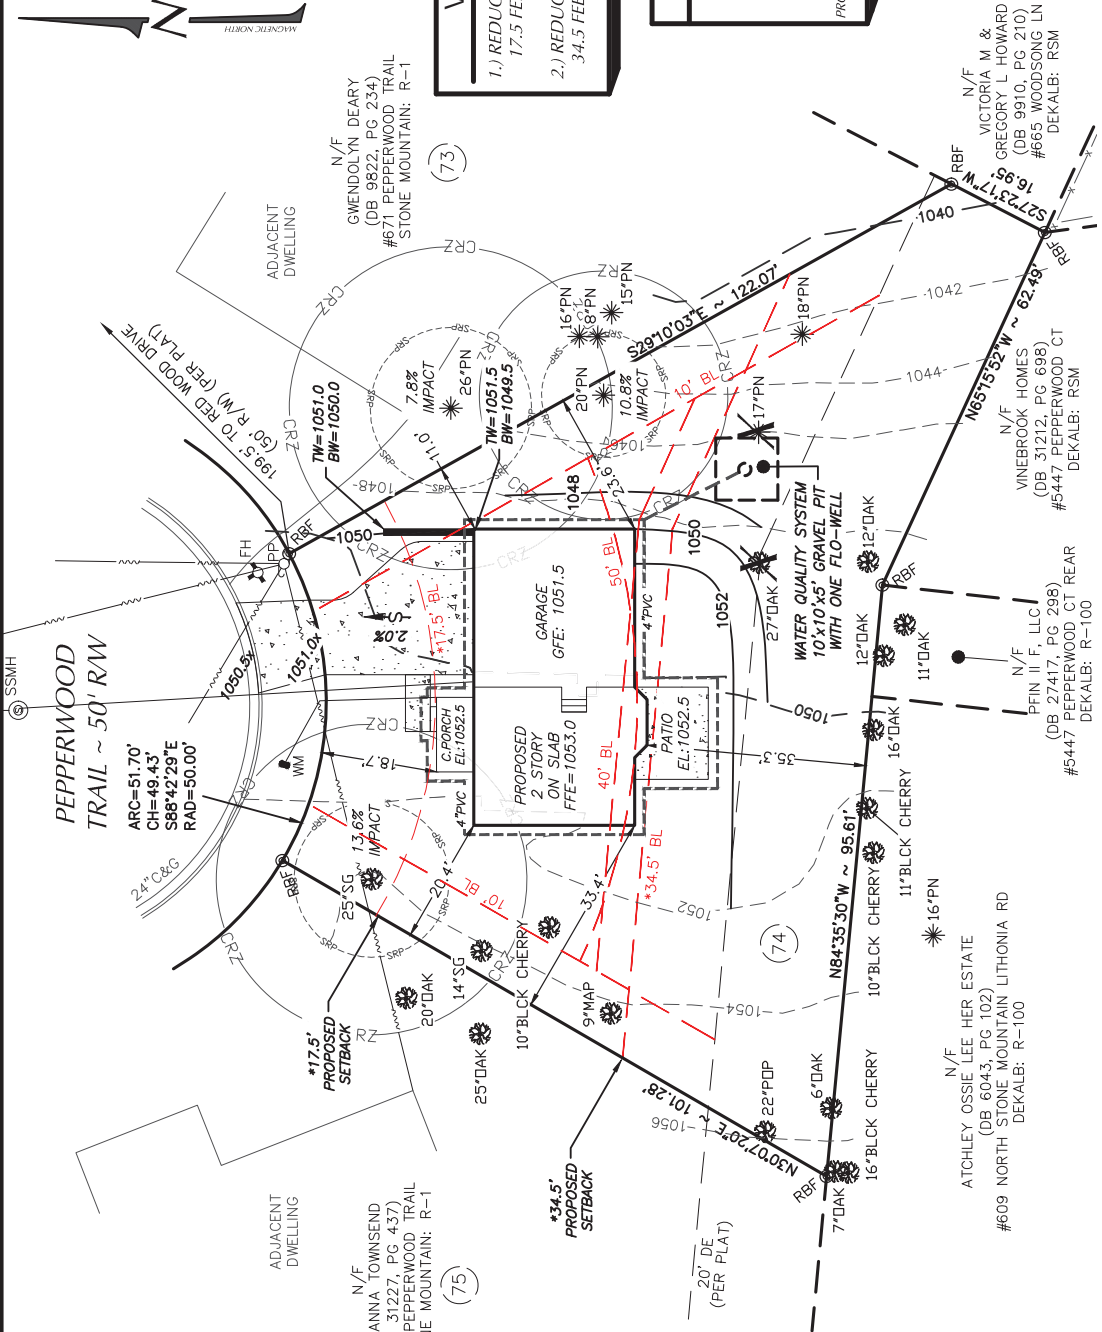 MAGNETIC NORTH
N
1.) REDUC
17.5 FE
2.) REDUC
34.5 FEE
PRO
SSMH
PEPPERWOOD
TRAIL ~ 50' R/W
ARC=51.70'
CH=49.43'
S88°42'29"E
RAD=50.00'
24"C&G
199.5' TO RED WOOD DRIVE
(50' R/W) (PER PLAT)
FH
PP
RBF
WM
1050.5x
1051.0x
2.0%
*17.5' BL
TW=1051.0
BW=1050.0
TW=1051.5
BW=1049.5
ADJACENT
DWELLING
N/F
GWENDOLYN DEARY
(DB 9822, PG 234)
#671 PEPPERWOOD TRAIL
STONE MOUNTAIN: R-1
73
CRZ
SRP
7.8%
IMPACT
26"PN
16"PN
8"PN
15"PN
20"PN
10.8%
IMPACT
18"PN
17"PN
S29°10'03"E ~ 122.07'
10' BL
11.0'
23.6'
1048
1050
1046
1044
1042
1040
RBF
S27°23'17"W
16.95'
RBF
N/F
VICTORIA M &
GREGORY L HOWARD
(DB 9910, PG 210)
#665 WOODSONG LN
DEKALB: RSM
N65°15'52"W ~ 62.49'
N/F
VINEBROOK HOMES
(DB 31212, PG 698)
#5447 PEPPERWOOD CT
DEKALB: RSM
GARAGE
GFE: 1051.5
C.PORCH
EL:1052.5
PROPOSED
2 STORY
ON SLAB
FFE=1053.0
PATIO
EL:1052.5
4"PVC
4"PVC
50' BL
40' BL
*34.5' BL
10' BL
18.7'
20.4'
33.4'
35.3'
1048
1050
1052
1050
1052
1054
1056
WATER QUALITY SYSTEM
10'x10'x5' GRAVEL PIT
WITH ONE FLO-WELL
27"OAK
12"OAK
RBF
12"OAK
11"OAK
N/F
PFIN II F, LLC
(DB 27417, PG 298)
#5447 PEPPERWOOD CT REAR
DEKALB: R-100
16"OAK
11"BLCK CHERRY
10"BLCK CHERRY
16"PN
N84°35'30"W ~ 95.61'
74
RBF
13.6%
IMPACT
25"SG
14"SG
20"OAK
25"OAK
10"BLCK CHERRY
9"MAP
*17.5'
PROPOSED
SETBACK
*34.5'
PROPOSED
SETBACK
N30°07'20"E ~ 101.28'
22"POP
6"OAK
16"BLCK CHERRY
7"OAK
RBF
N/F
ATCHLEY OSSIE LEE HER ESTATE
(DB 6043, PG 102)
#609 NORTH STONE MOUNTAIN LITHONIA RD
DEKALB: R-100
20' DE
(PER PLAT)
ADJACENT
DWELLING
N/F
ANNA TOWNSEND
31227, PG 437)
PEPPERWOOD TRAIL
NE MOUNTAIN: R-1
75